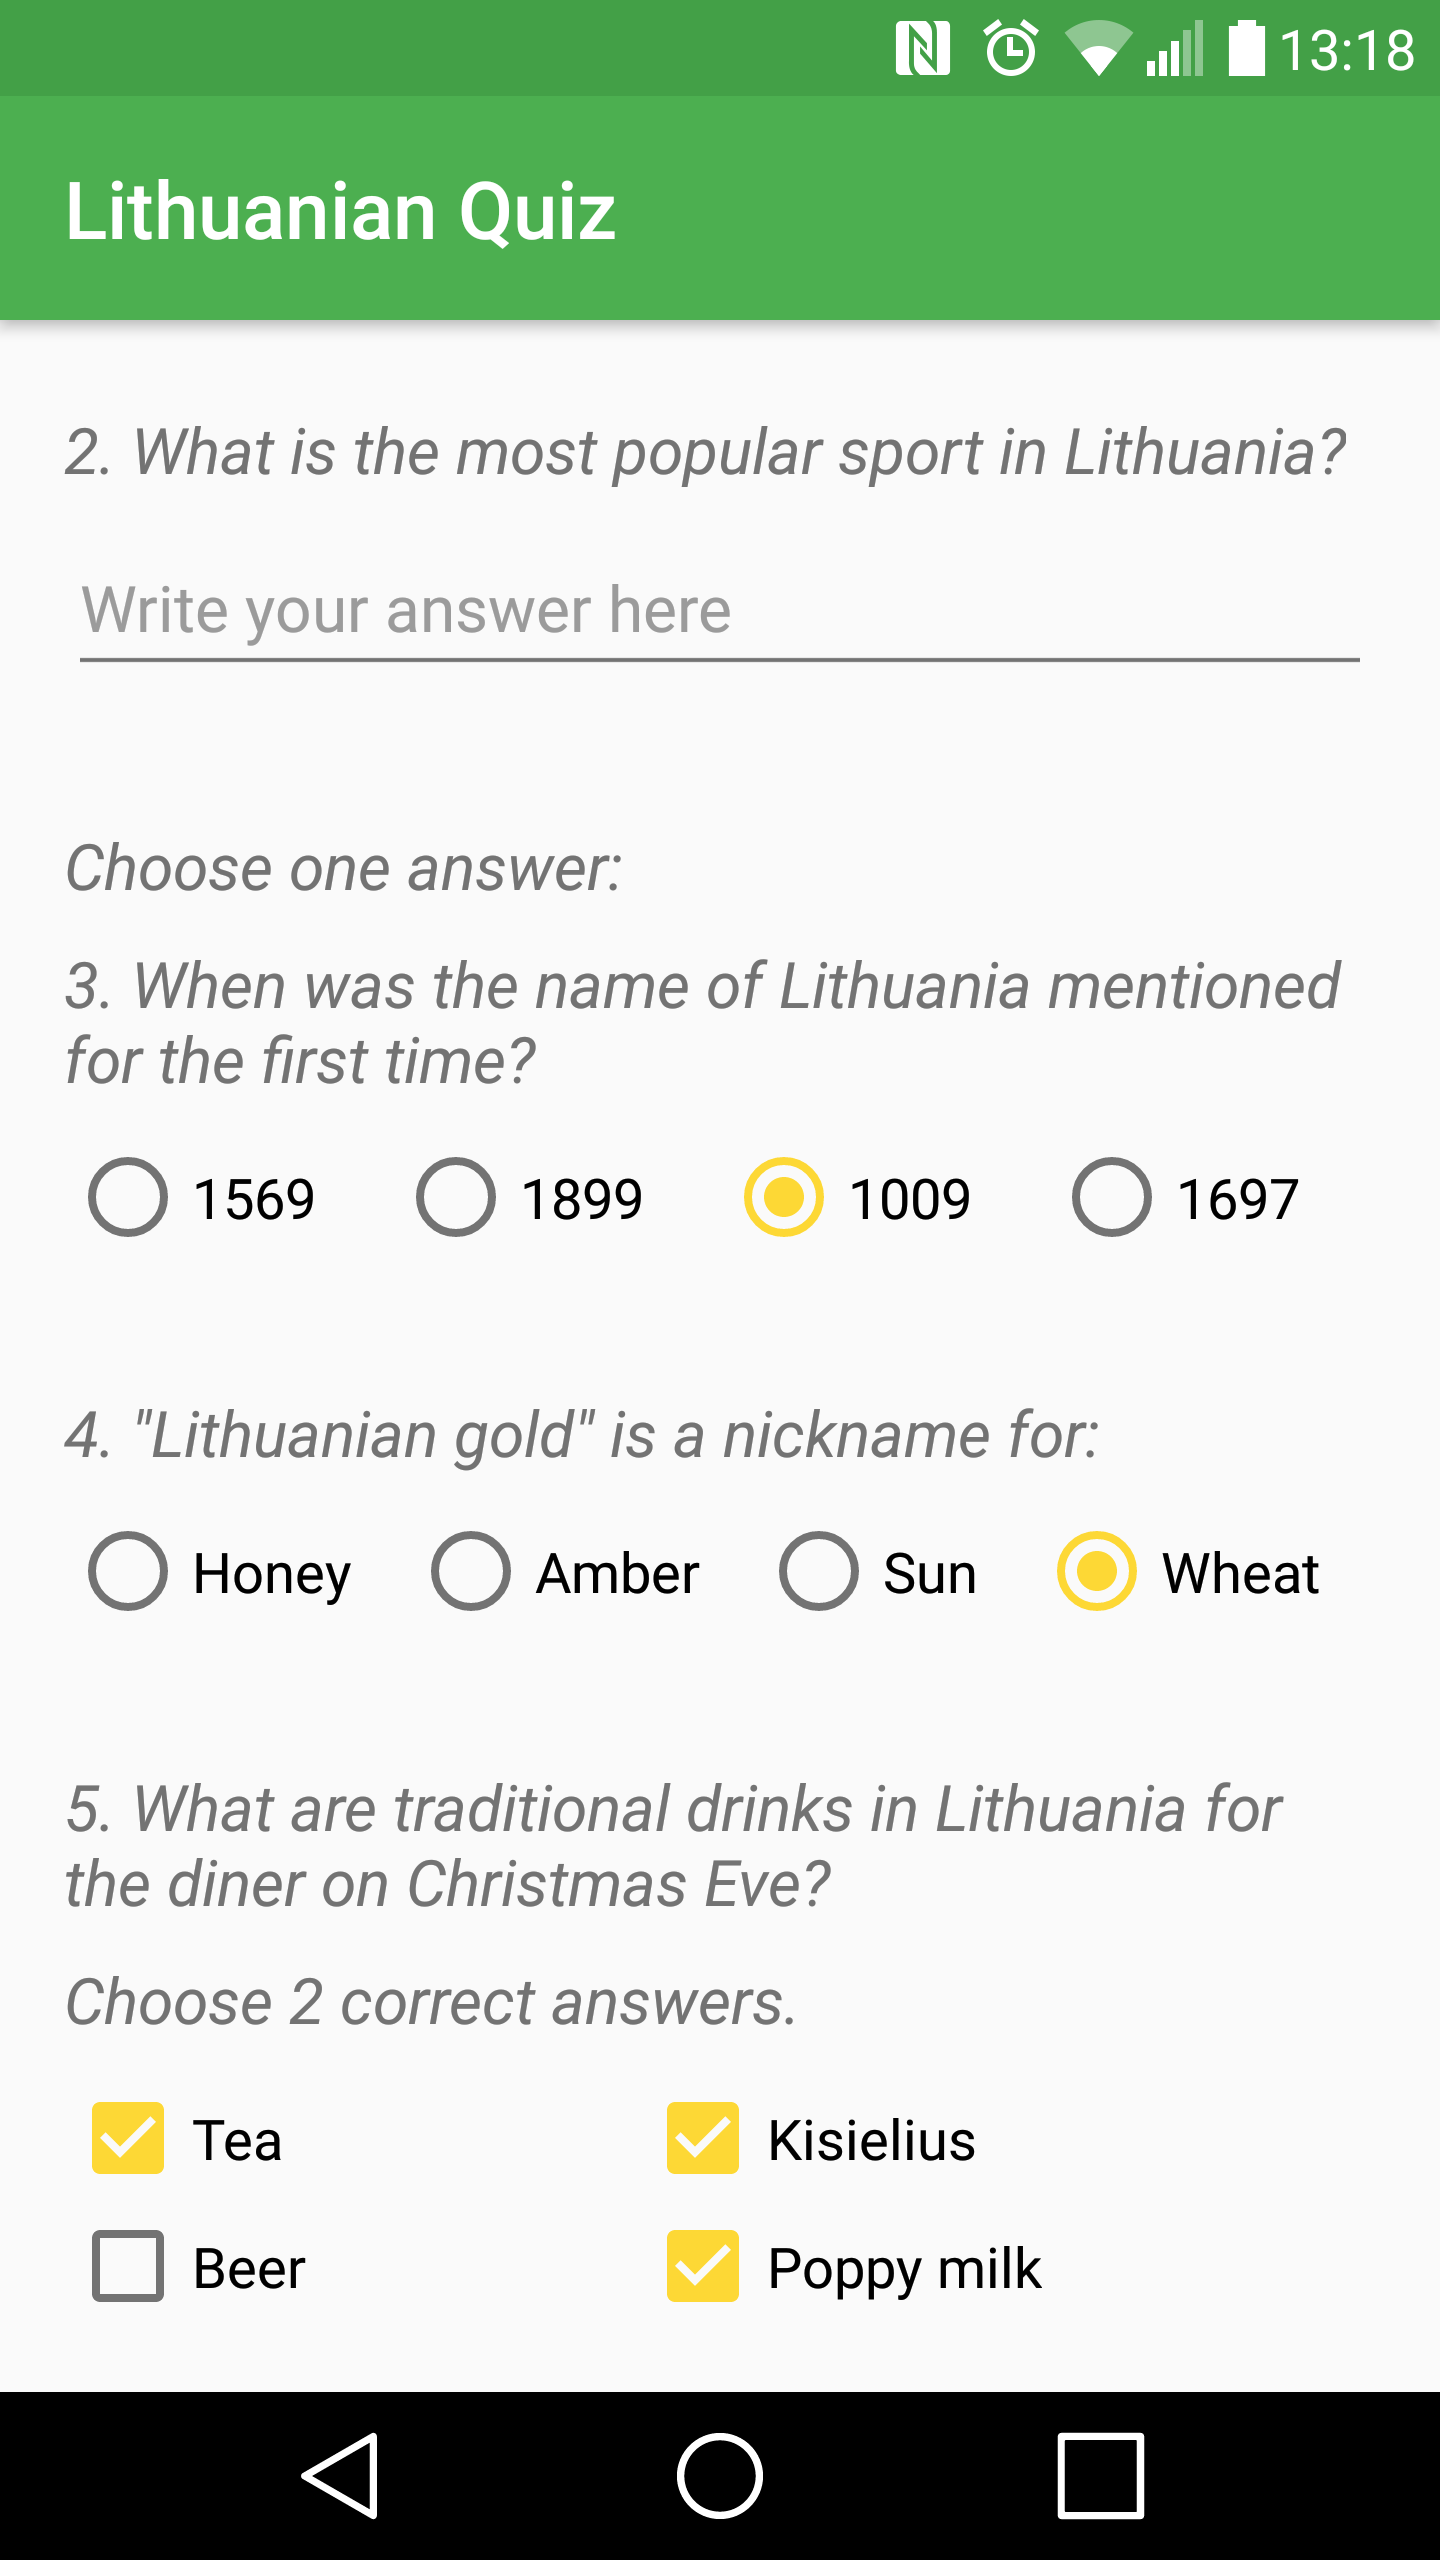 13:18
Lithuanian Quiz
2. What is the most popular sport in Lithuania?
Write your answer here
Choose one answer:
3. When was the name of Lithuania mentioned
for the first time?
1569 1899 1009 1697
4. "Lithuanian gold" is a nickname for:
Honey Amber Sun Wheat
5. What are traditional drinks in Lithuania for
the diner on Christmas Eve?
Choose 2 correct answers.
Tea Kisielius
Beer Poppy milk